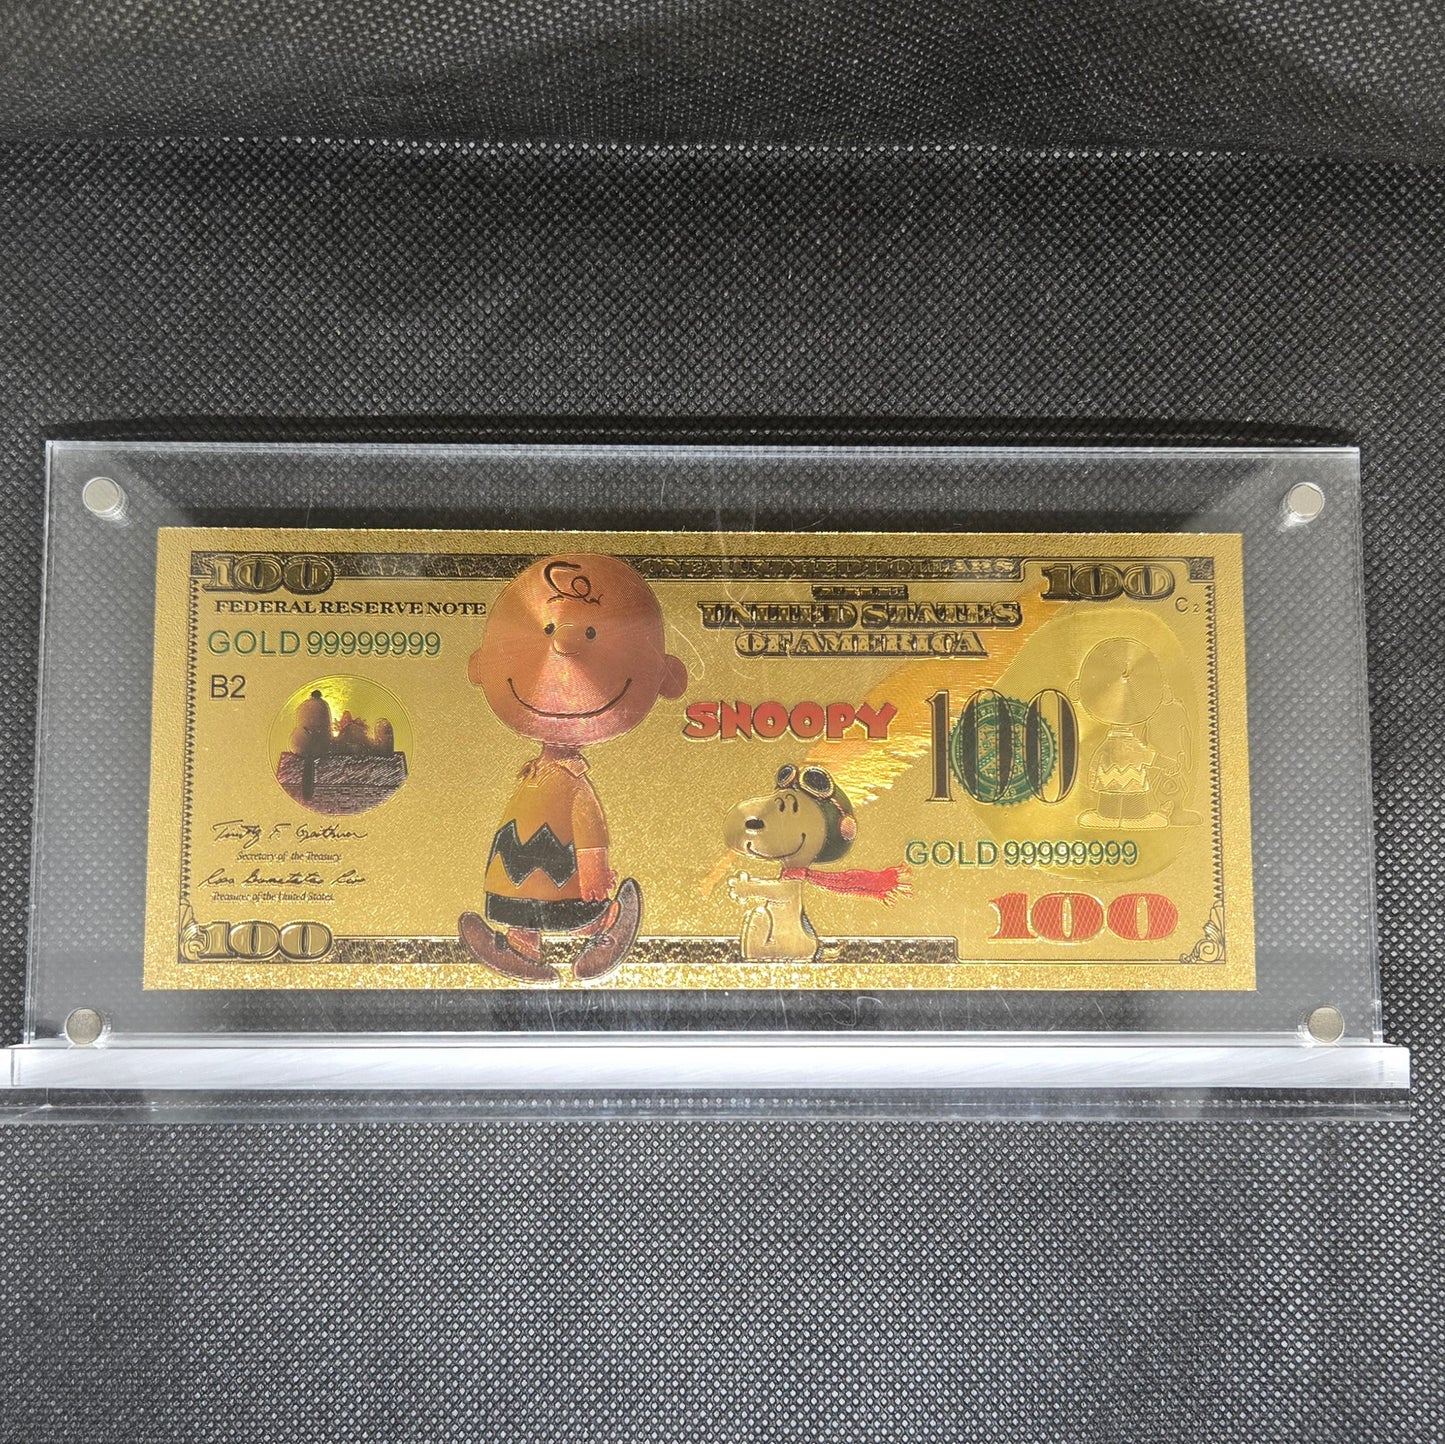 100
ONE HUNDRED DOLLARS
100
FEDERAL RESERVE NOTE
C2
UNITED STATES
OF AMERICA
GOLD 99999999
B2
SNOOPY
100
Secretary of the Treasury.
GOLD 99999999
Treasurer of the United States.
100
100